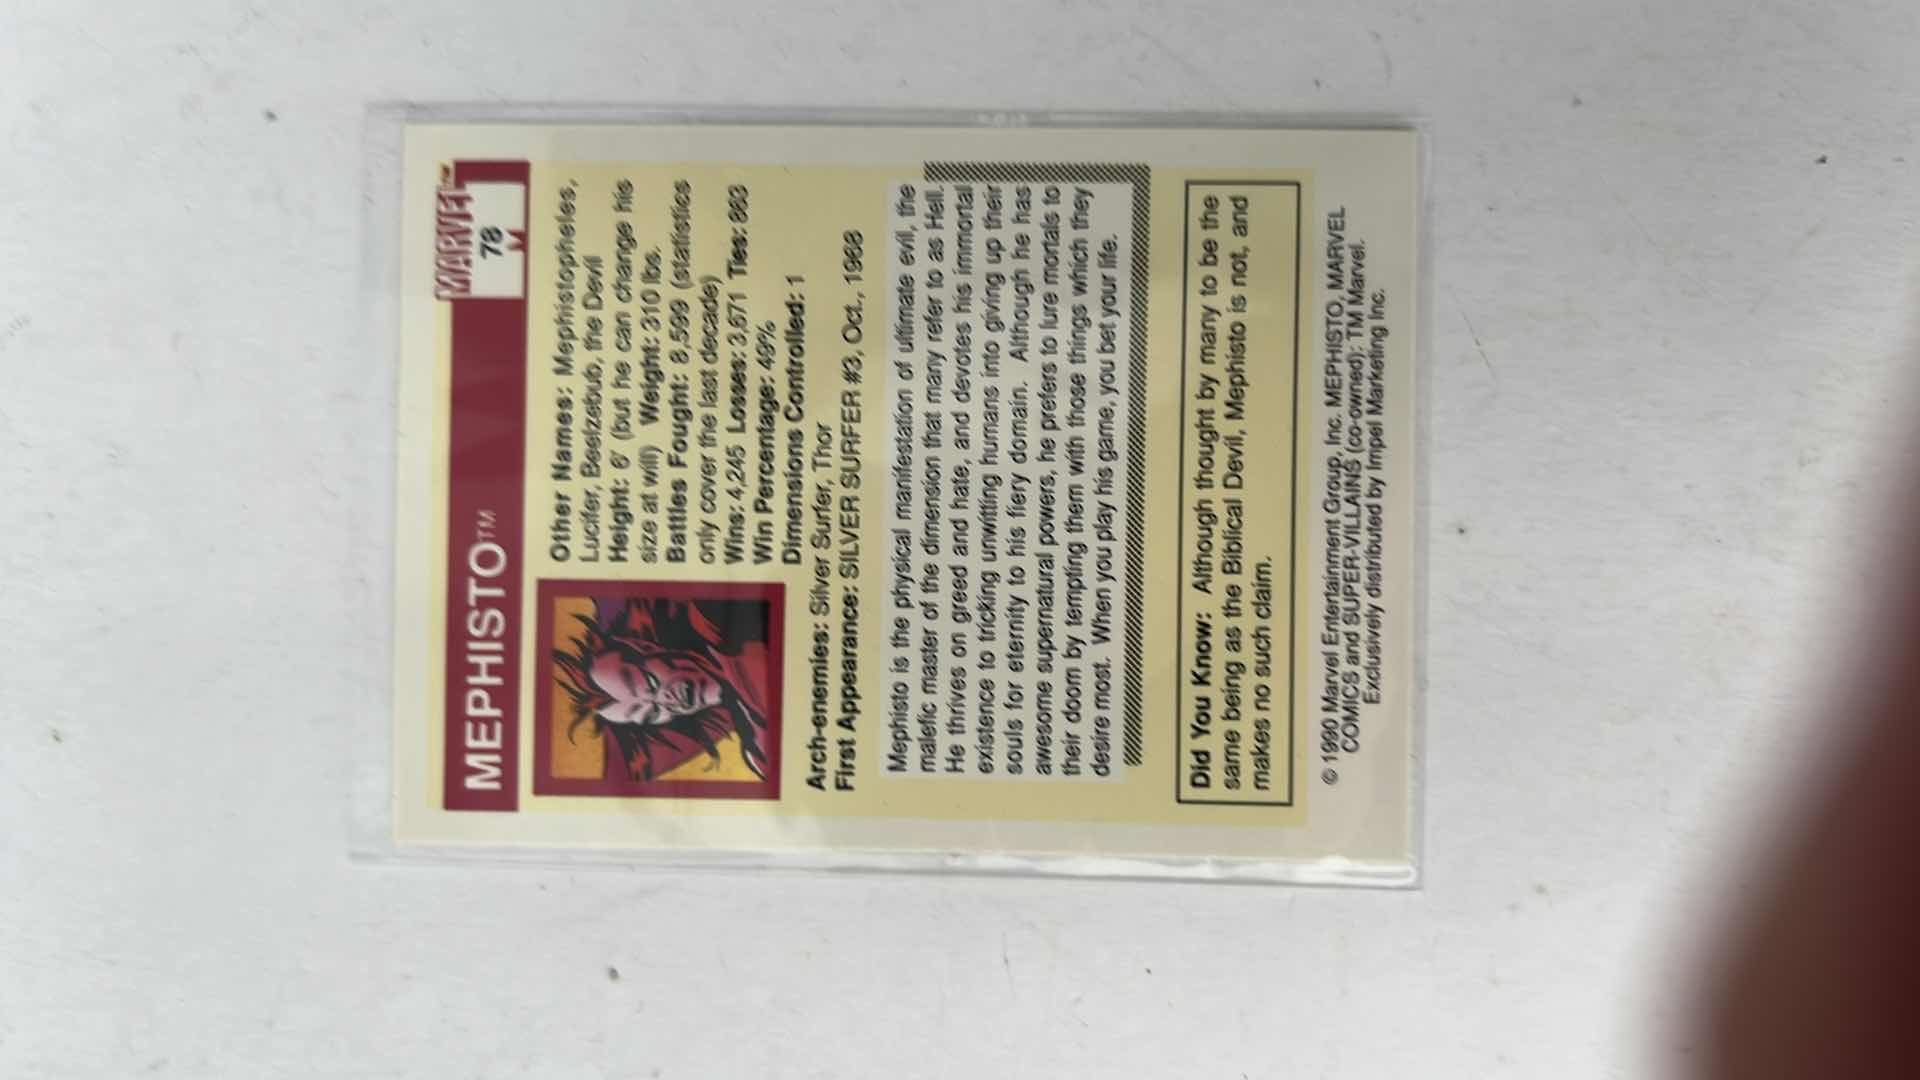 MEPHISTO™
MARVEL™
78
Other Names: Mephistopheles,
Lucifer, Beelzebub, the Devil
Height: 6' (but he can change his
size at will) Weight: 310 lbs.
Battles Fought: 8,599 (statistics
only cover the last decade)
Wins: 4,245 Losses: 3,671 Ties: 863
Win Percentage: 49%
Dimensions Controlled: 1
Arch-enemies: Silver Surfer, Thor
First Appearance: SILVER SURFER #3, Oct., 1968
Mephisto is the physical manifestation of ultimate evil, the
malefic master of the dimension that many refer to as Hell.
He thrives on greed and hate, and devotes his immortal
existence to tricking unwitting humans into giving up their
souls for eternity to his fiery domain. Although he has
awesome supernatural powers, he prefers to lure mortals to
their doom by tempting them with those things which they
desire most. When you play his game, you bet your life.
Did You Know: Although thought by many to be the
same being as the Biblical Devil, Mephisto is not, and
makes no such claim.
© 1990 Marvel Entertainment Group, Inc. MEPHISTO, MARVEL
COMICS and SUPER-VILLAINS (co-owned): TM Marvel.
Exclusively distributed by Impel Marketing Inc.